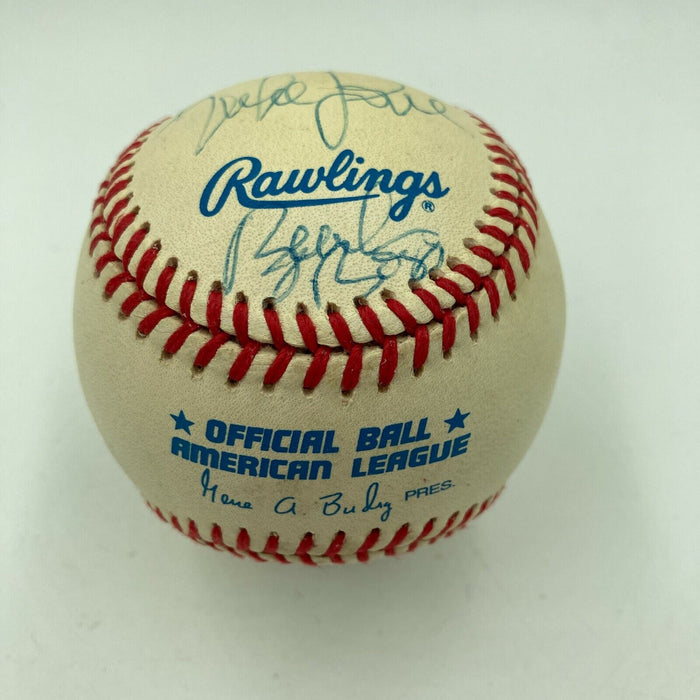 Rawlings®
★ OFFICIAL BALL ★
AMERICAN LEAGUE
Gene A. Budig PRES.